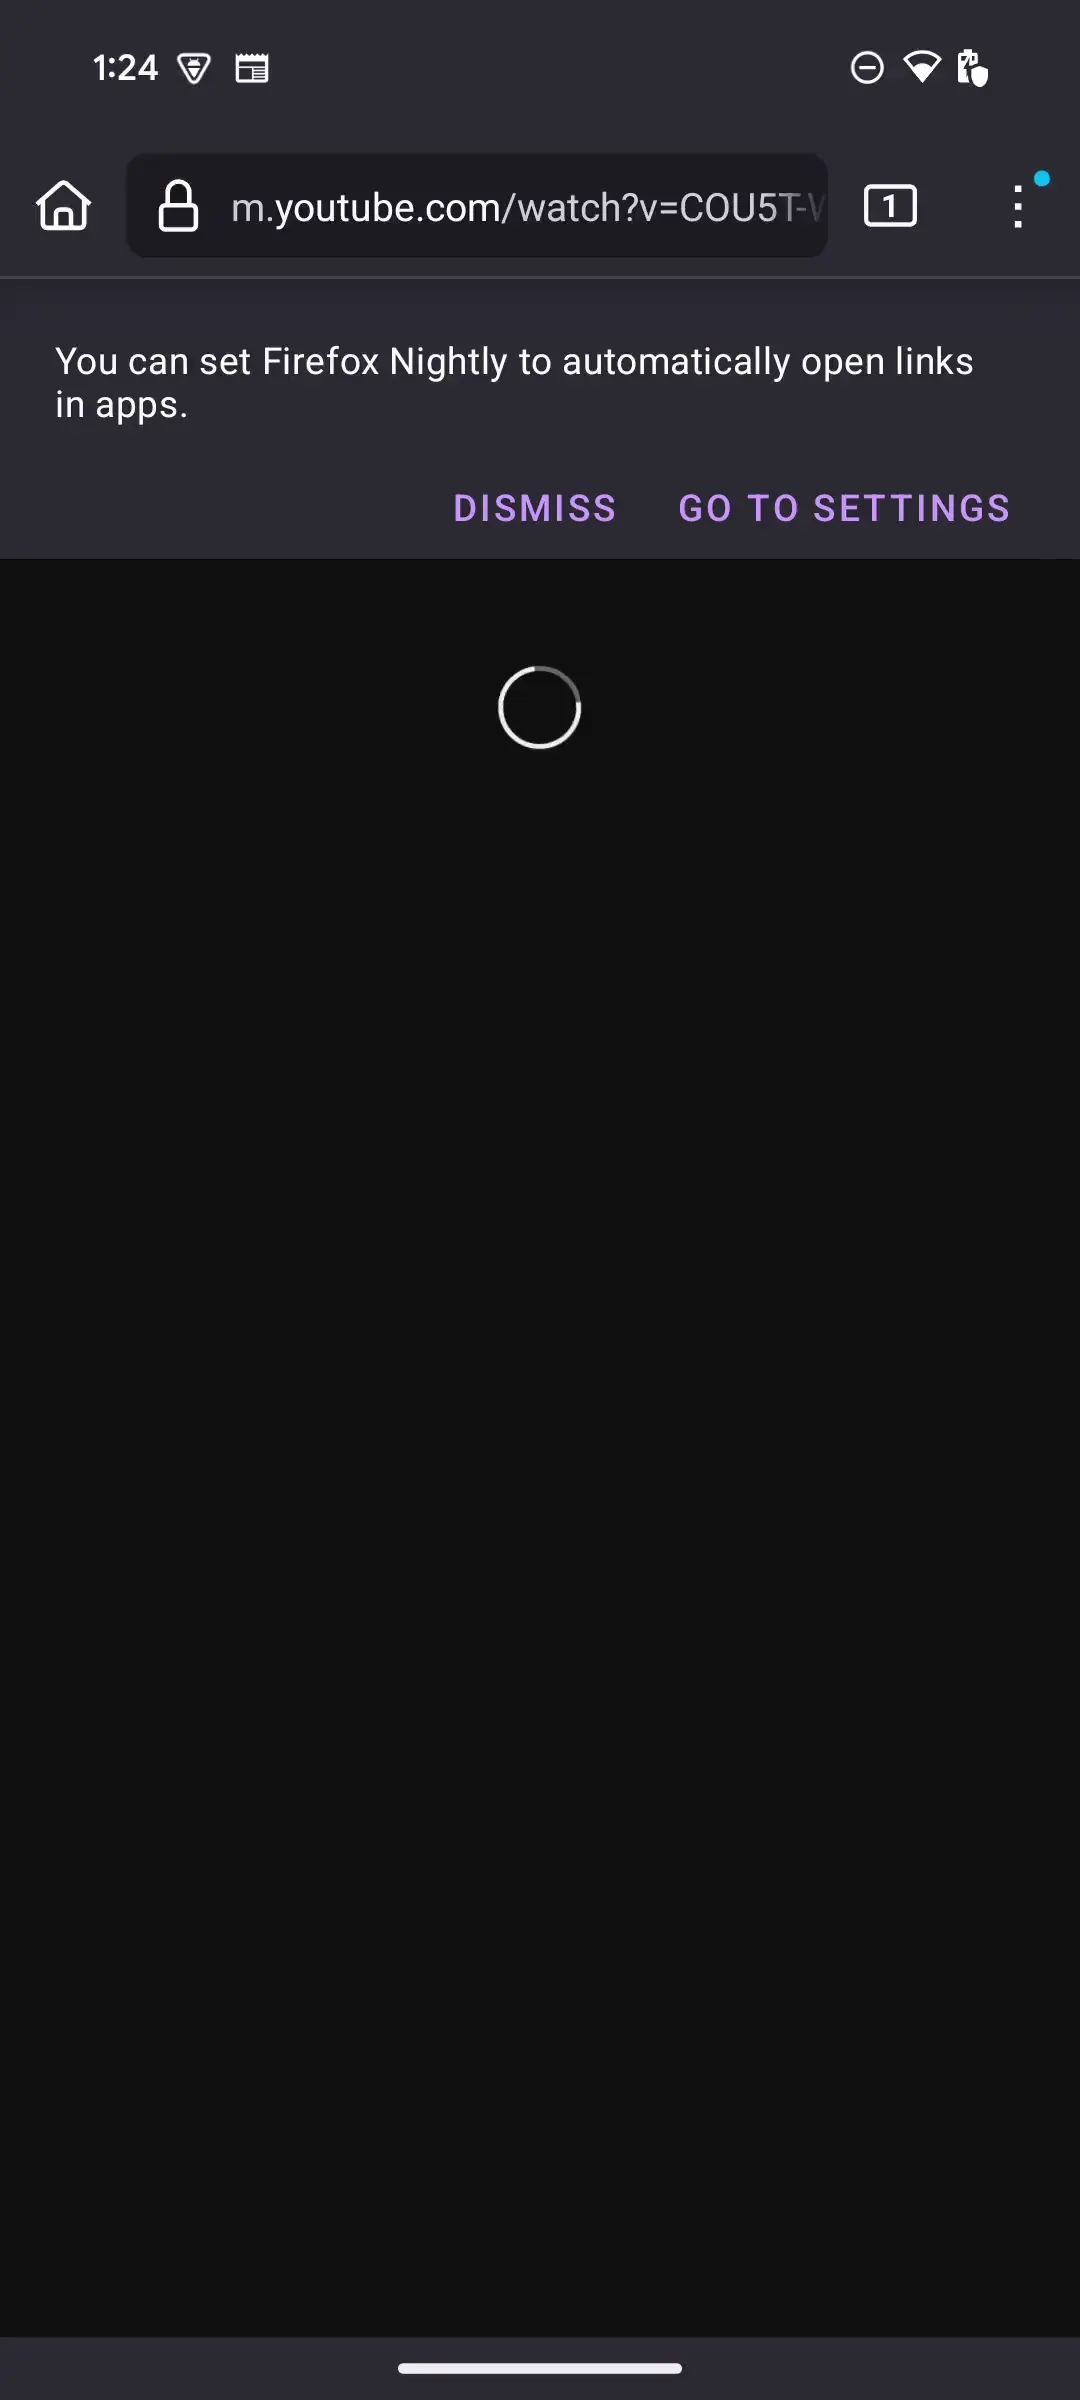 1:24
m.youtube.com/watch?v=COU5T-
1
You can set Firefox Nightly to automatically open links
in apps.
DISMISS GO TO SETTINGS